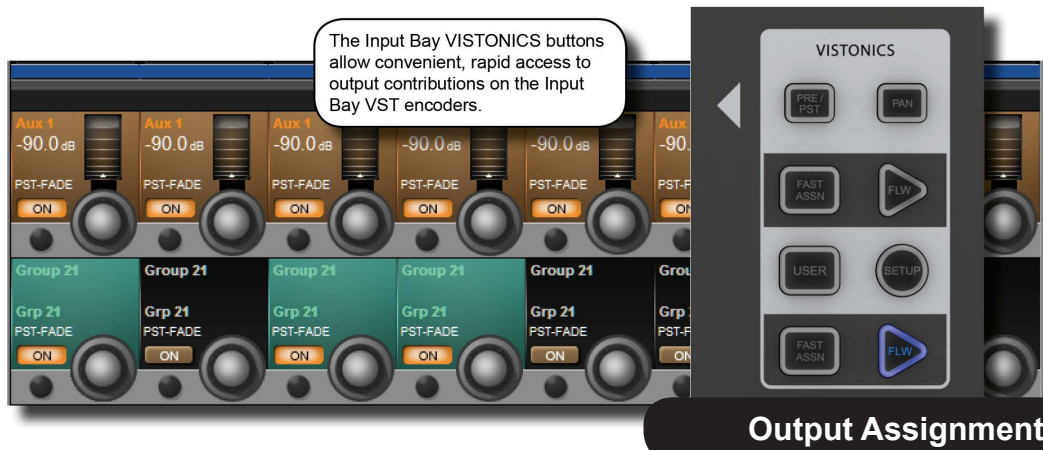 The Input Bay VISTONICS buttons
allow convenient, rapid access to
output contributions on the Input
Bay VST encoders.
Aux 1
-90.0 dB
PST-FADE
ON
Aux 1
-90.0 dB
PST-FADE
ON
Aux 1
-90.0 dB
PST-FADE
ON
-90.0 dB
PST-FADE
ON
-90.0 dB
PST-FADE
ON
Aux
-90.
PST-F
ON
Group 21
Grp 21
PST-FADE
ON
Group 21
Grp 21
PST-FADE
ON
Group 21
Grp 21
PST-FADE
ON
Group 21
Grp 21
PST-FADE
ON
Group 21
Grp 21
PST-FADE
ON
Grou
Grp
PST-F
ON
VISTONICS
PRE/
PST
PAN
FAST
ASSN
FLW
USER
SETUP
FAST
ASSN
FLW
Output Assignment